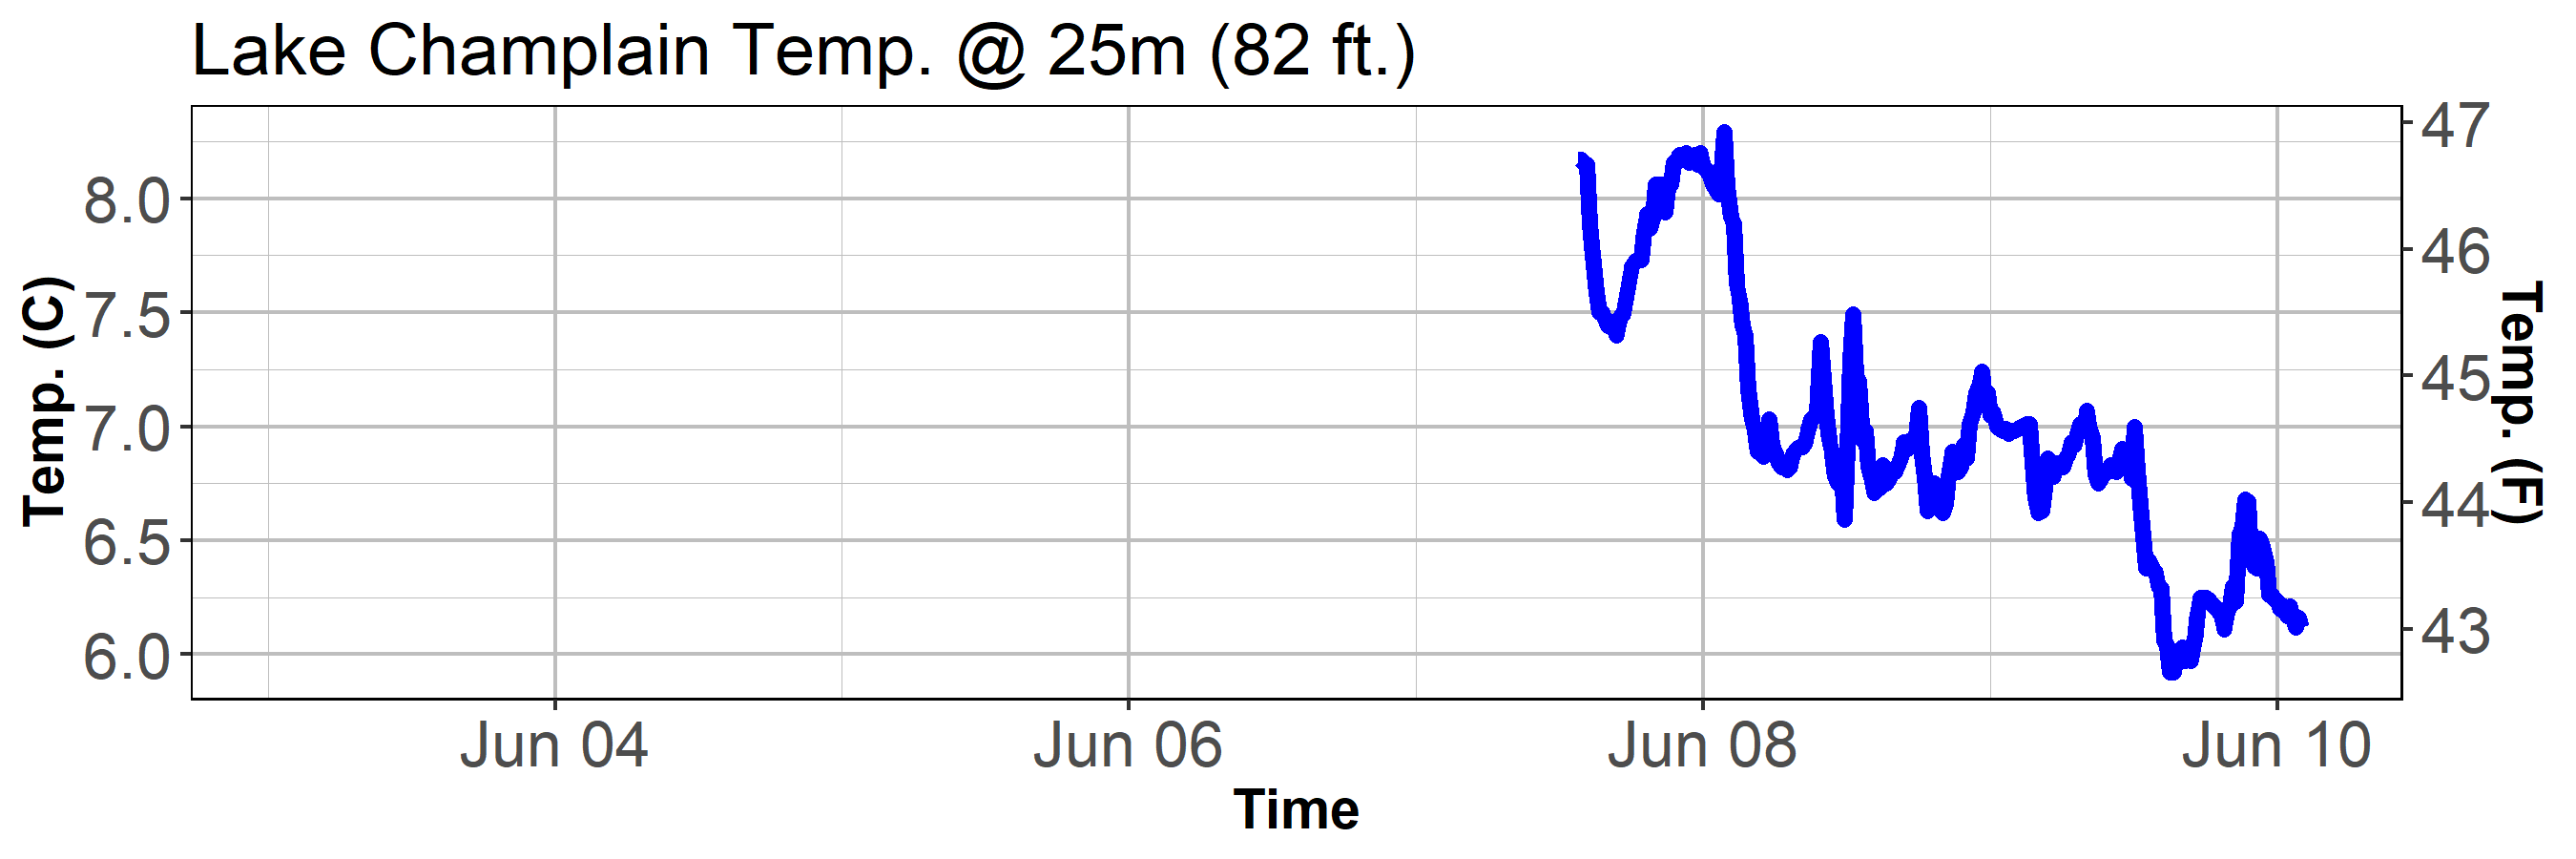 Lake Champlain Temp. @ 25m (82 ft.)
Temp. (C)
8.0
7.5
7.0
6.5
6.0
47
46
45
44
43
Temp. (F)
Jun 04 Jun 06 Jun 08 Jun 10
Time